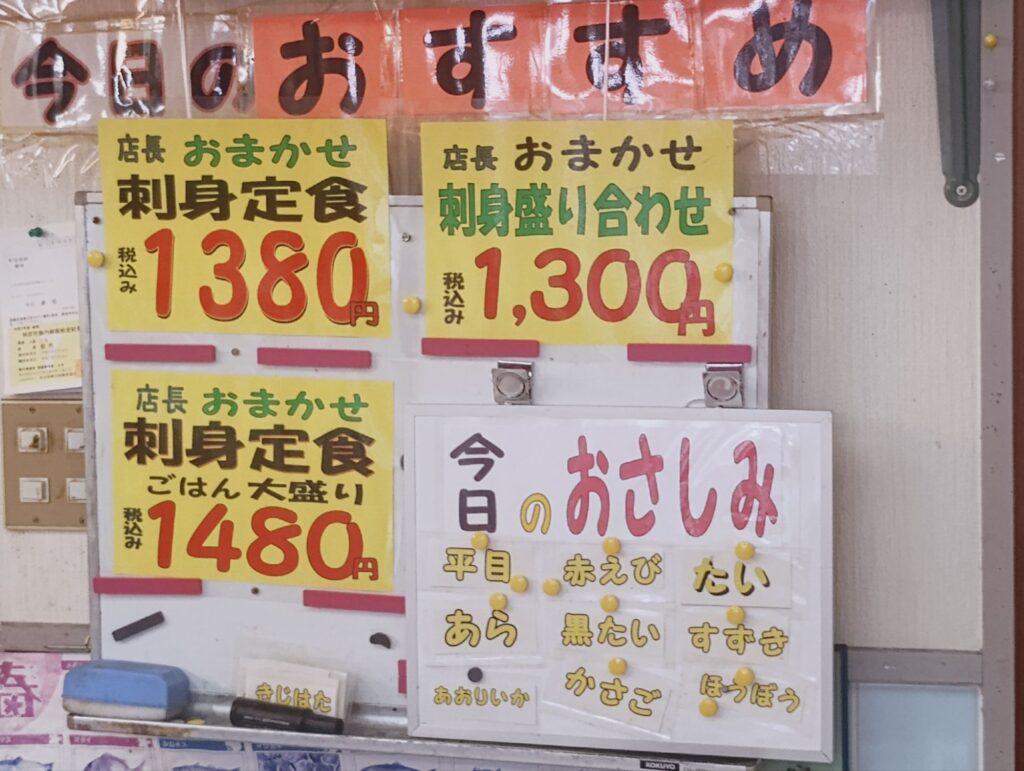 今日のおすすめ
店長 おまかせ
刺身定食
税込み 1380円
店長 おまかせ
刺身盛り合わせ
税込み 1,300円
店長 おまかせ
刺身定食
ごはん 大盛り
税込み 1480円
今日のおさしみ
平目 赤えび たい
あら 黒たい すずき
あおりいか かさご ほうぼう
きじはた
KOKUYO